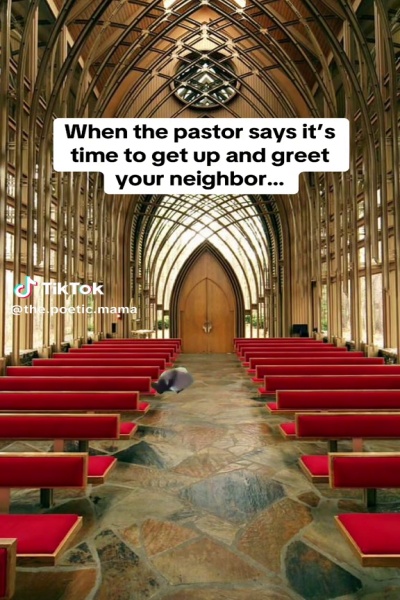 When the pastor says it's
time to get up and greet
your neighbor...
TikTok
@the.poetic.mama